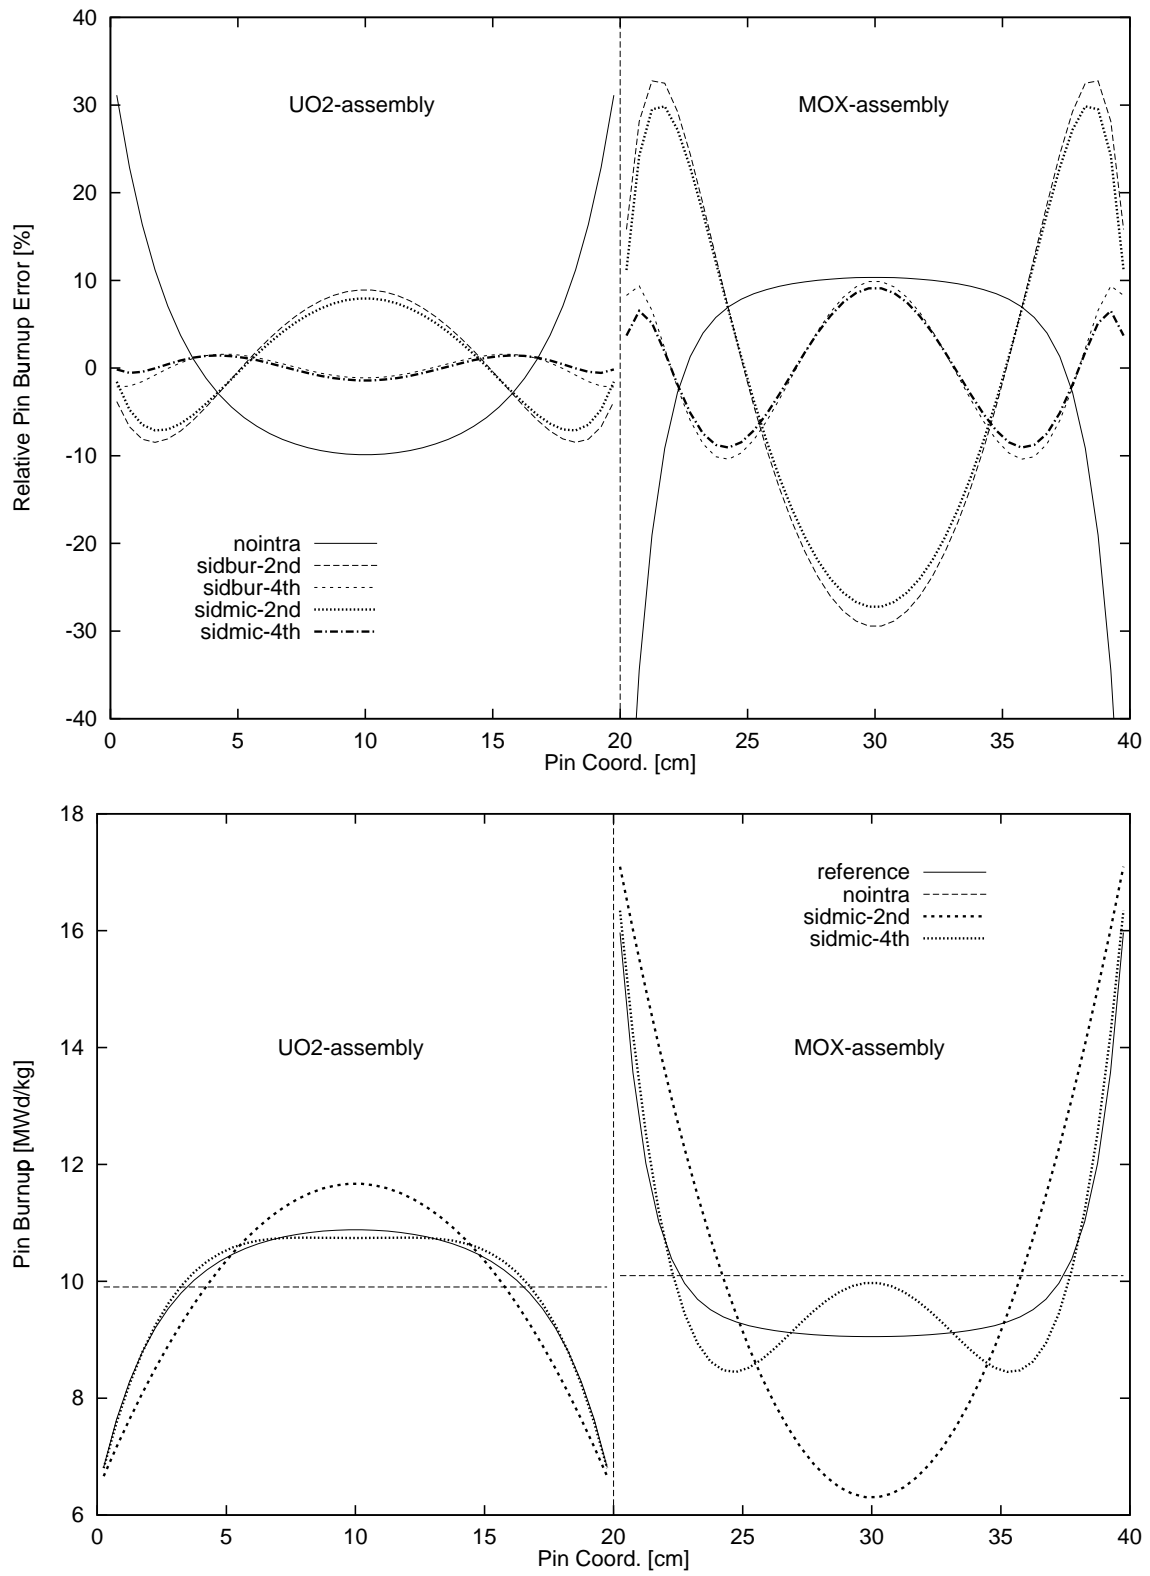 40
30
20
10
0
-10
-20
-30
-40
Relative Pin Burnup Error [%]
UO2-assembly
MOX-assembly
nointra
sidbur-2nd
sidbur-4th
sidmic-2nd
sidmic-4th
0 5 10 15 20 25 30 35 40
Pin Coord. [cm]
18
16
14
12
10
8
6
Pin Burnup [MWd/kg]
reference
nointra
sidmic-2nd
sidmic-4th
UO2-assembly
MOX-assembly
0 5 10 15 20 25 30 35 40
Pin Coord. [cm]